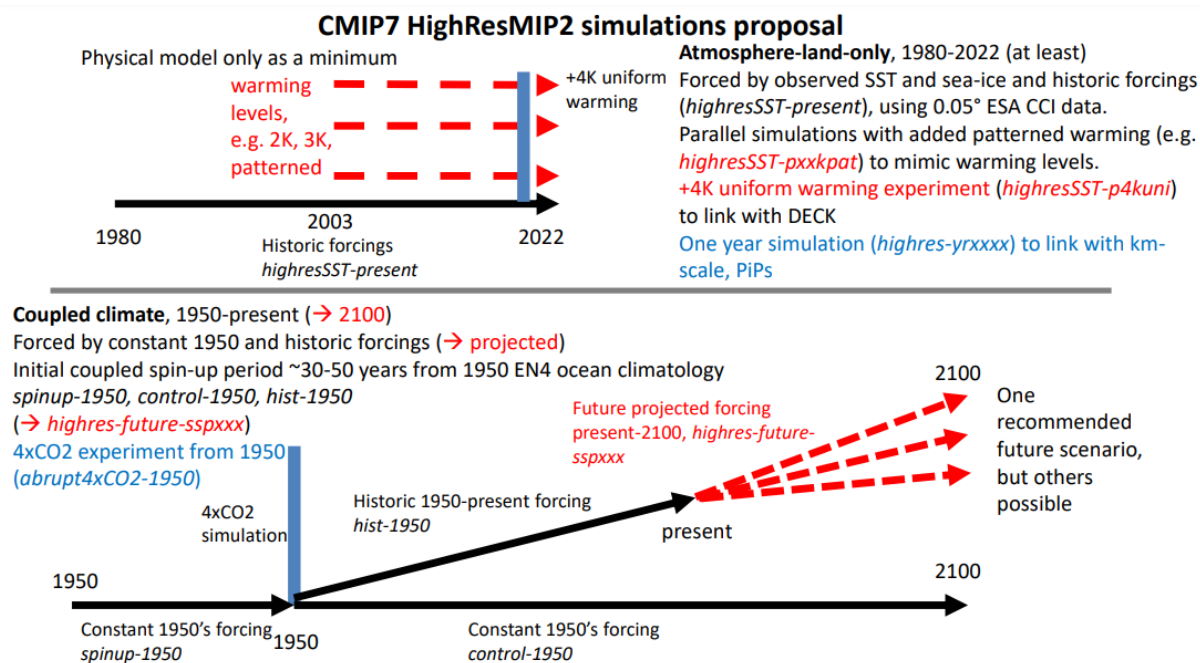 CMIP7 HighResMIP2 simulations proposal
Physical model only as a minimum
warming
levels,
e.g. 2K, 3K,
patterned
+4K uniform
warming
1980
2003
2022
Historic forcings
highresSST-present
Atmosphere-land-only, 1980-2022 (at least)
Forced by observed SST and sea-ice and historic forcings
(highresSST-present), using 0.05° ESA CCI data.
Parallel simulations with added patterned warming (e.g.
highresSST-pxxkpat) to mimic warming levels.
+4K uniform warming experiment (highresSST-p4kuni)
to link with DECK
One year simulation (highres-yrxxxx) to link with km-
scale, PiPs
Coupled climate, 1950-present (→ 2100)
Forced by constant 1950 and historic forcings (→ projected)
Initial coupled spin-up period ~30-50 years from 1950 EN4 ocean climatology
spinup-1950, control-1950, hist-1950
(→ highres-future-sspxxx)
4xCO2 experiment from 1950
(abrupt4xCO2-1950)
4xCO2
simulation
Historic 1950-present forcing
hist-1950
Future projected forcing
present-2100, highres-future-
sspxxx
present
2100
One
recommended
future scenario,
but others
possible
1950
2100
Constant 1950's forcing
spinup-1950
1950
Constant 1950's forcing
control-1950